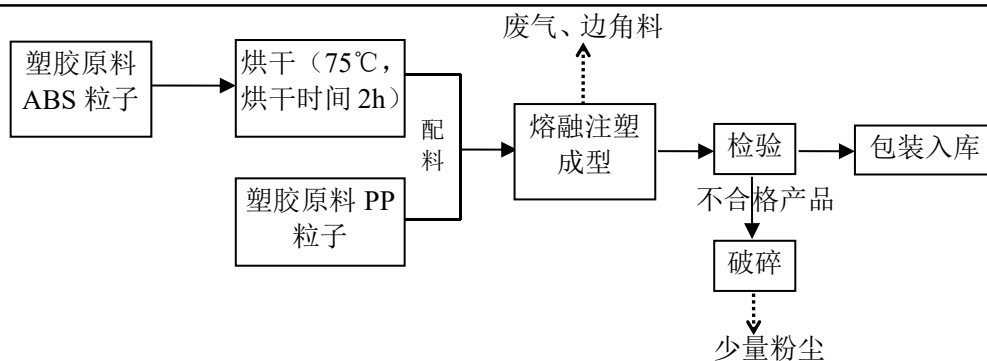 废气、边角料
塑胶原料
ABS 粒子
烘干（75℃，
烘干时间 2h）
配
料
熔融注塑
成型
检验
包装入库
塑胶原料 PP
粒子
不合格产品
破碎
少量粉尘